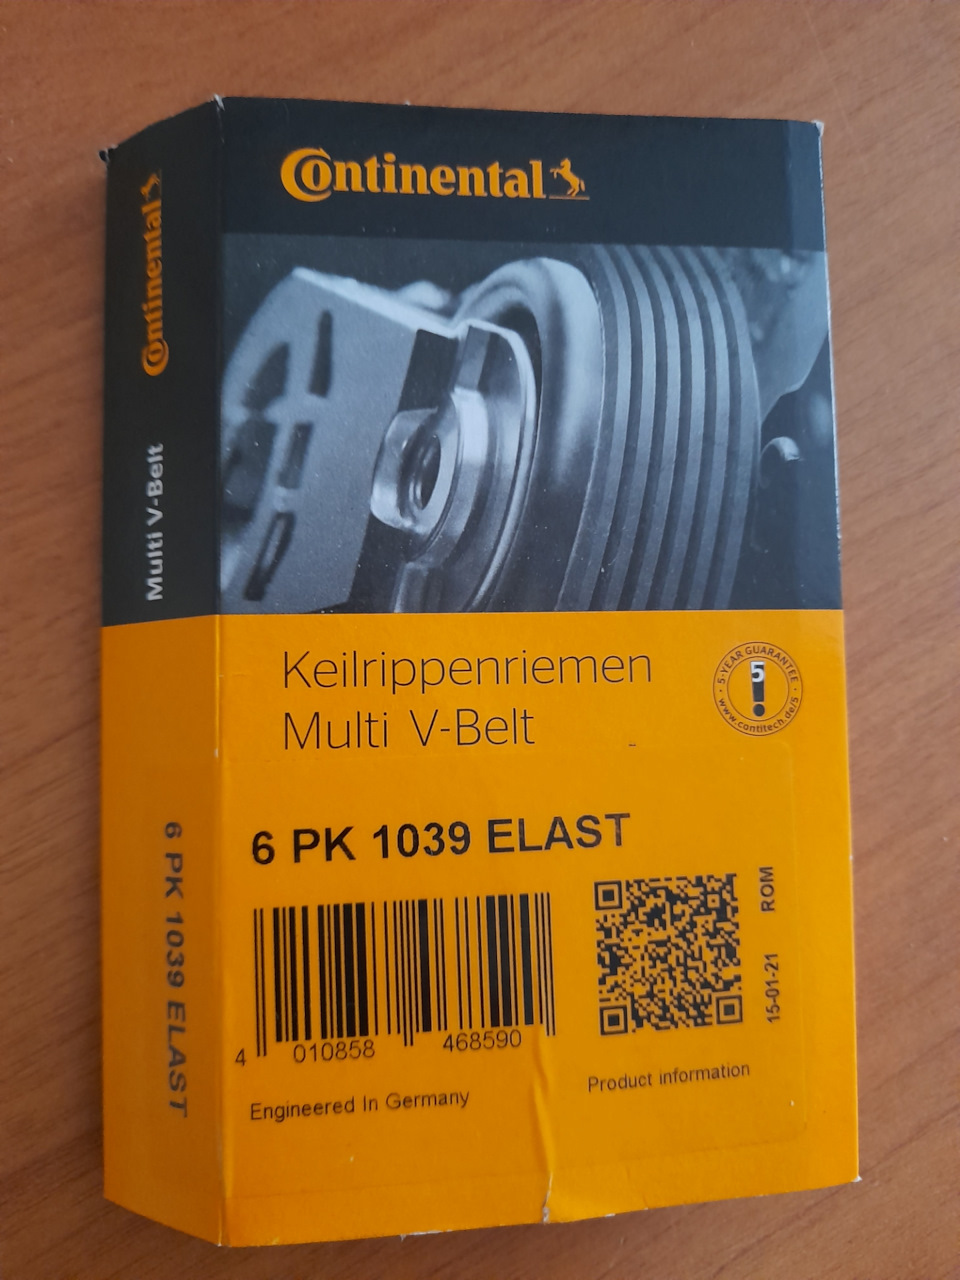 Continental
Multi V-Belt
6 PK 1039 ELAST
Continental
Keilrippenriemen
Multi V-Belt
5-YEAR GUARANTEE
5
www.contitech.de/5
6 PK 1039 ELAST
4 010858 468590
15-01-21 ROM
Engineered In Germany
Product information